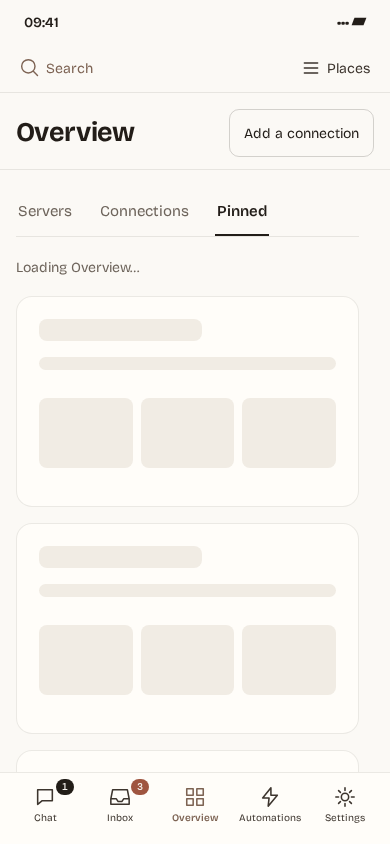 09:41
Search
Places
Overview
Add a connection
Servers
Connections
Pinned
Loading Overview...
1
3
Chat
Inbox
Overview
Automations
Settings